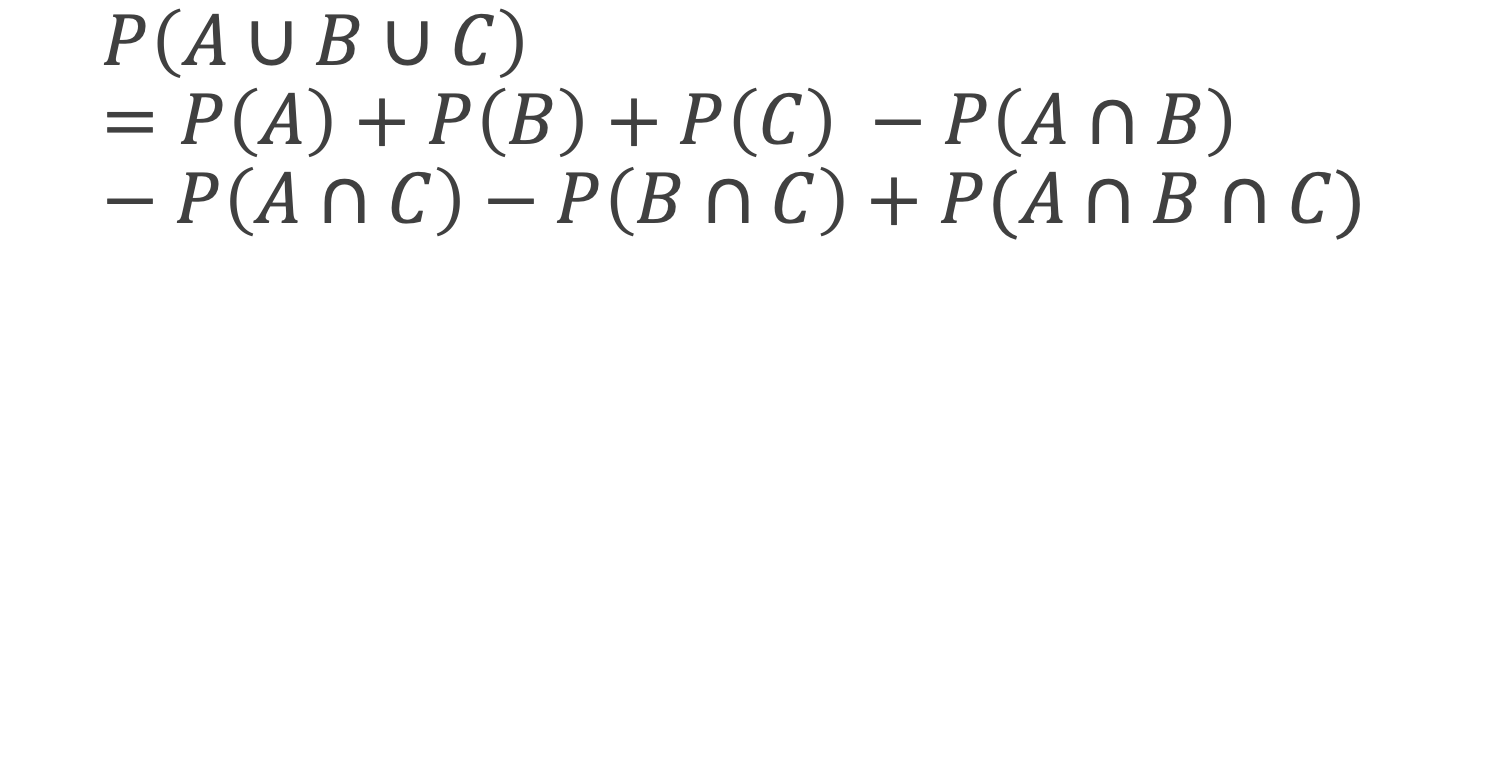 P(A ∪ B ∪ C)
= P(A) + P(B) + P(C) − P(A ∩ B)
− P(A ∩ C) − P(B ∩ C) + P(A ∩ B ∩ C)